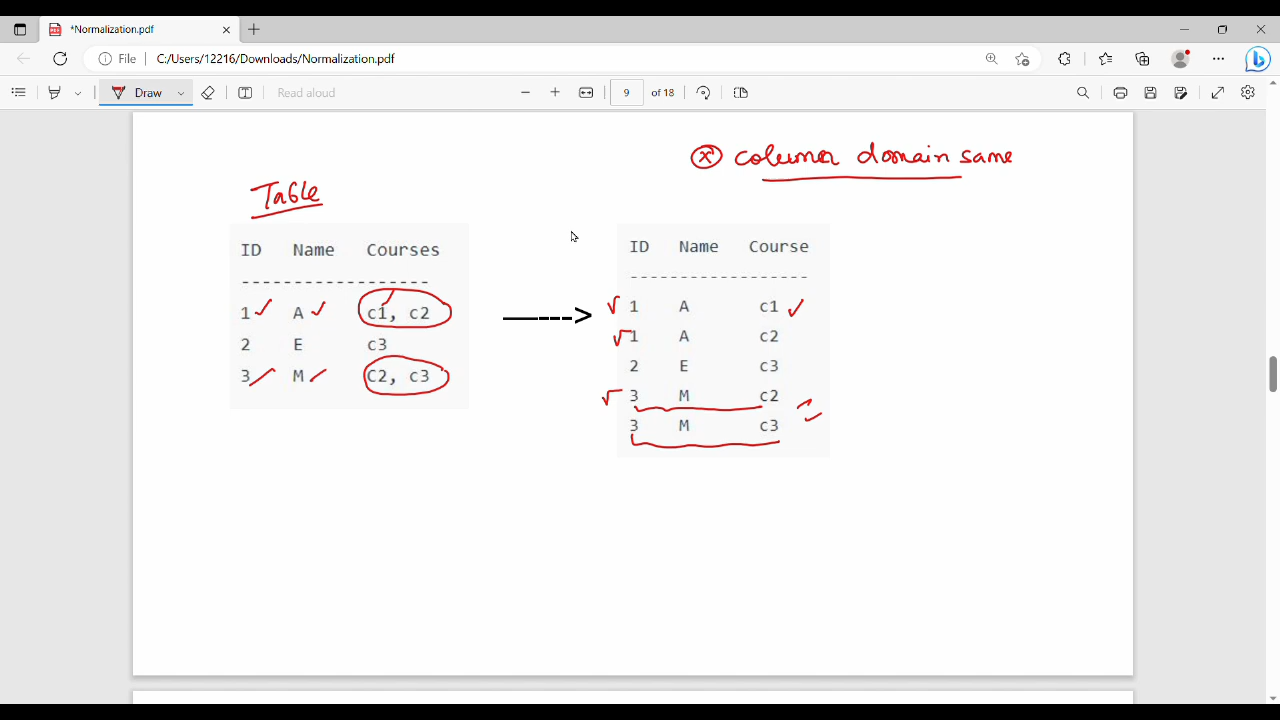 *Normalization.pdf
File C:/Users/12216/Downloads/Normalization.pdf
Draw Read aloud 9 of 18
ⓧ column domain same
Table
ID Name Courses
------------------
1 A c1, c2
2 E c3
3 M C2, c3
---->
ID Name Course
------------------
1 A c1
1 A c2
2 E c3
3 M c2
3 M c3